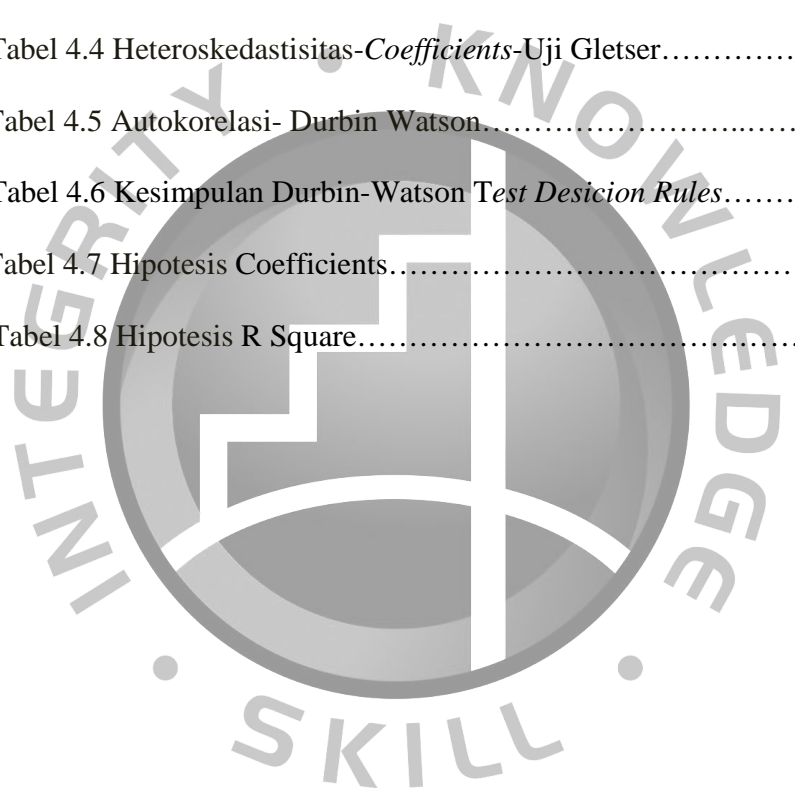 Tabel 4.4 Heteroskedastisitas-Coefficients-Uji Gletser…………..
Tabel 4.5 Autokorelasi- Durbin Watson……………………...……
Tabel 4.6 Kesimpulan Durbin-Watson Test Desicion Rules……..
Tabel 4.7 Hipotesis Coefficients……………………………………
Tabel 4.8 Hipotesis R Square………………………………………
INTEGRITY • KNOWLEDGE • SKILL •